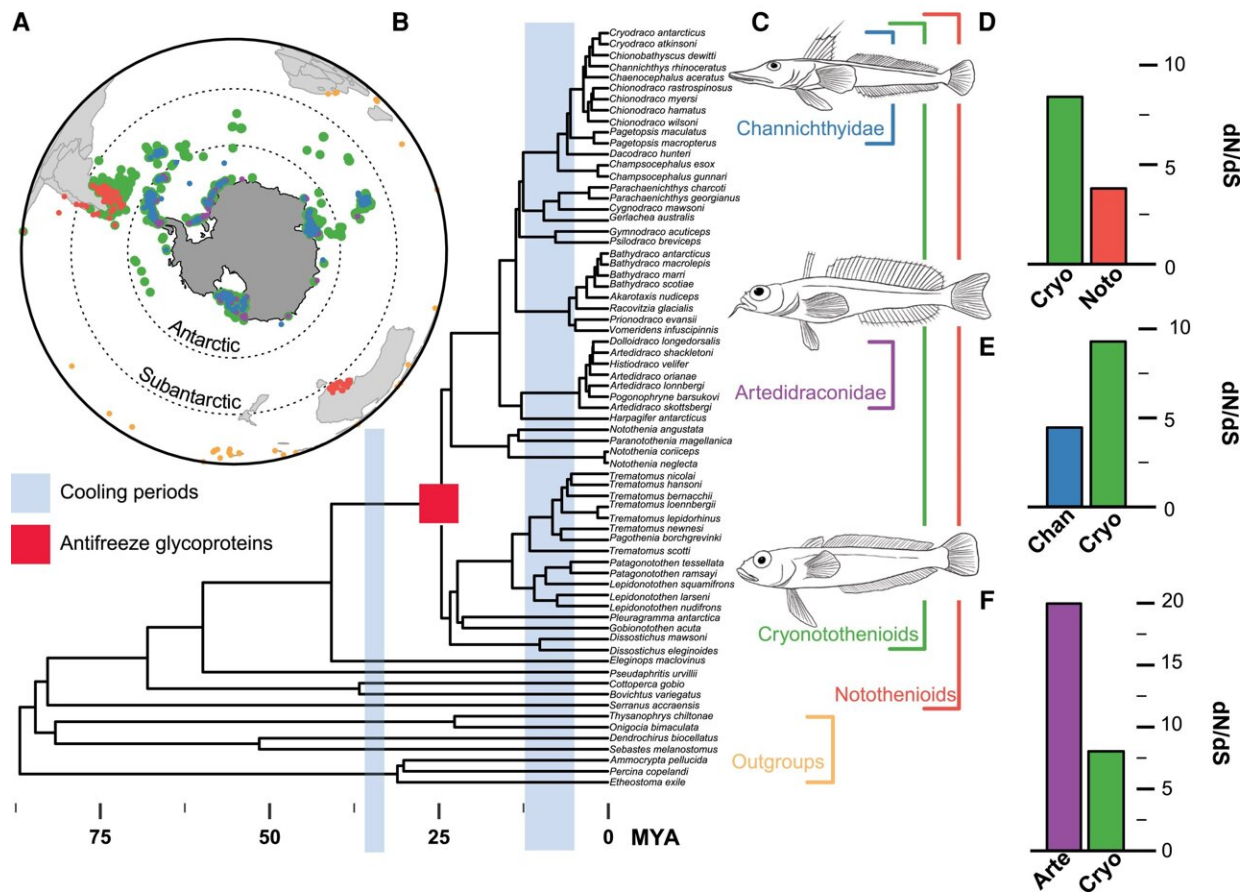 A
B
C
D
E
F
Antarctic
Subantarctic
Cooling periods
Antifreeze glycoproteins
Cryodraco antarcticus
Cryodraco atkinsoni
Chionobathyscus dewitti
Channichthys rhinoceratus
Chaenocephalus aceratus
Chionodraco rastrospinosus
Chionodraco myersi
Chionodraco hamatus
Chionodraco wilsoni
Pagetopsis maculatus
Pagetopsis macropterus
Dacodraco hunteri
Champsocephalus esox
Champsocephalus gunnari
Parachaenichthys charcoti
Parachaenichthys georgianus
Cygnodraco mawsoni
Gerlachea australis
Gymnodraco acuticeps
Psilodraco breviceps
Bathydraco antarcticus
Bathydraco macrolepis
Bathydraco marri
Bathydraco scotiae
Akarotaxis nudiceps
Racovitzia glacialis
Prionodraco evansii
Vomeridens infuscipinnis
Dolloidraco longedorsalis
Artedidraco shackletoni
Histiodraco velifer
Artedidraco orianae
Artedidraco lonnbergi
Pogonophryne barsukovi
Artedidraco skottsbergi
Harpagifer antarcticus
Notothenia angustata
Paranotothenia magellanica
Notothenia coriiceps
Notothenia neglecta
Trematomus nicolai
Trematomus hansoni
Trematomus bernacchii
Trematomus loennbergii
Trematomus lepidorhinus
Trematomus newnesi
Pagothenia borchgrevinki
Trematomus scotti
Patagonotothen tessellata
Patagonotothen ramsayi
Lepidonotothen squamifrons
Lepidonotothen larseni
Lepidonotothen nudifrons
Pleuragramma antarctica
Gobionotothen acuta
Dissostichus mawsoni
Dissostichus eleginoides
Eleginops maclovinus
Pseudaphritis urvillii
Cottoperca gobio
Bovichtus variegatus
Serranus accraensis
Thysanophrys chiltonae
Onigocia bimaculata
Dendrochirus biocellatus
Sebastes melanostomus
Ammocrypta pellucida
Percina copelandi
Etheostoma exile
75
50
25
0
MYA
Channichthyidae
Artedidraconidae
Cryonotothenioids
Notothenioids
Outgroups
10
5
0
dN/dS
Cryo
Noto
10
5
0
dN/dS
Chan
Cryo
20
15
10
5
0
dN/dS
Arte
Cryo